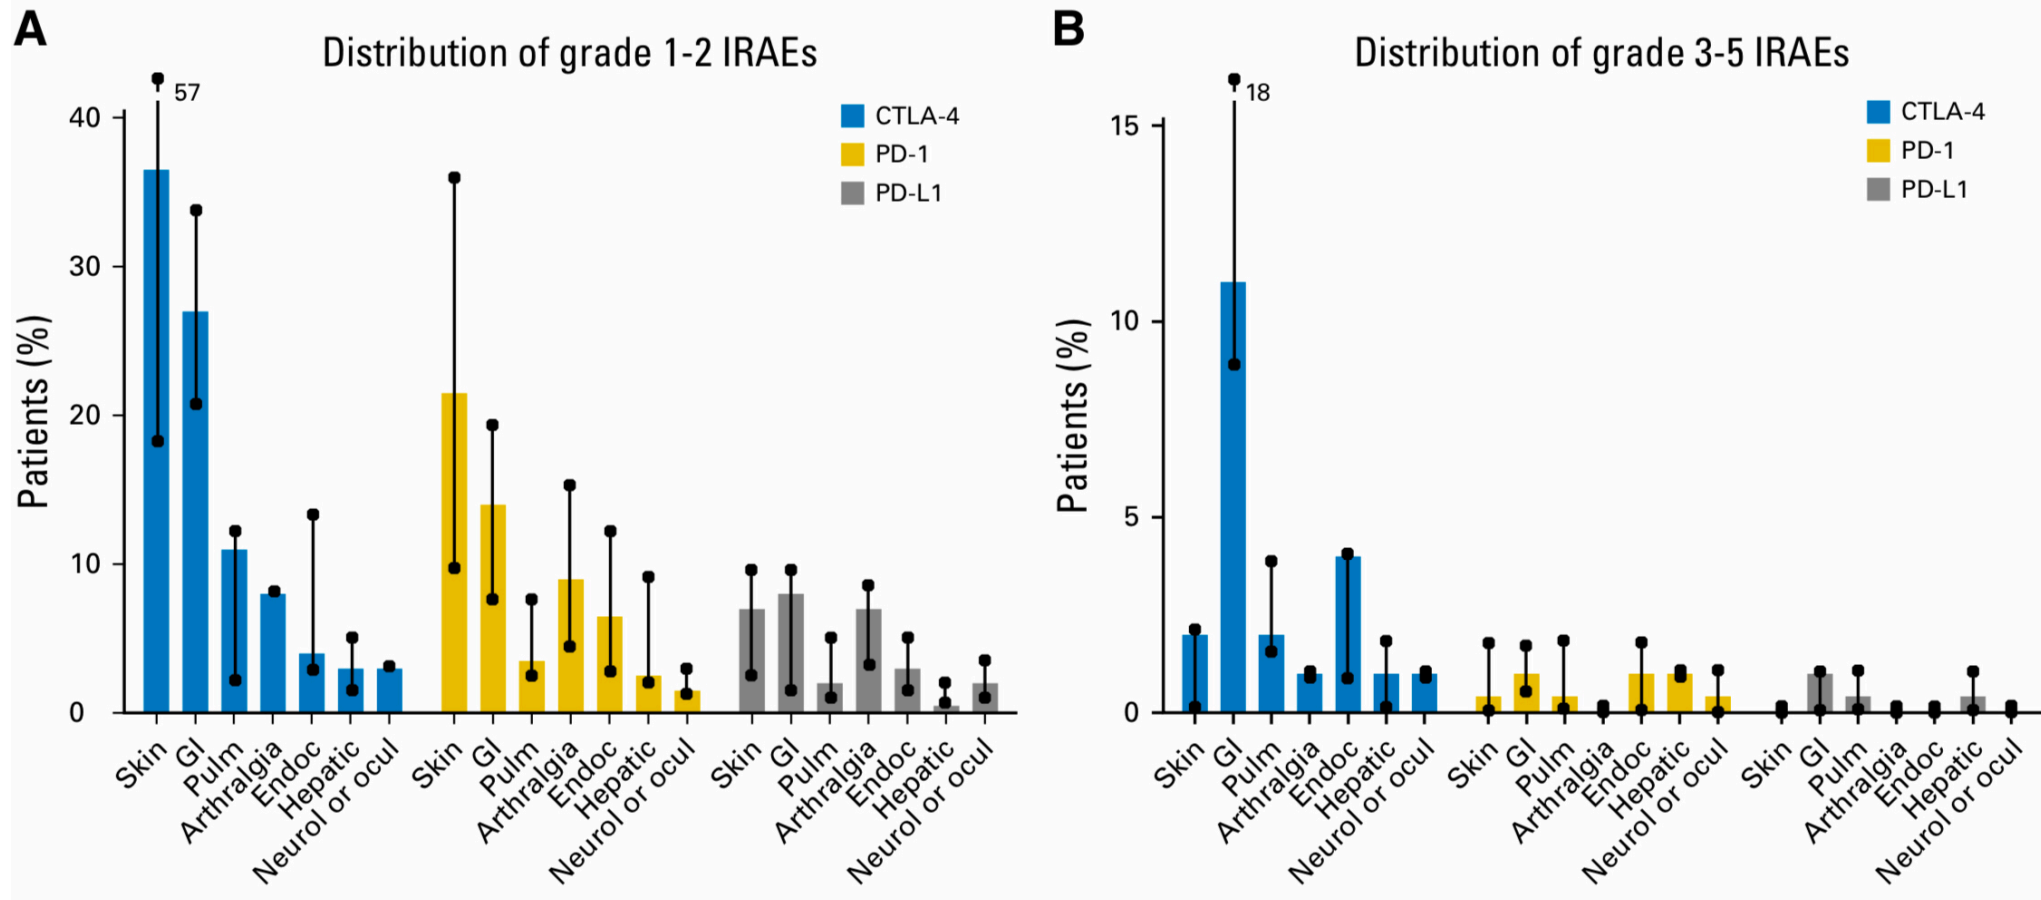 A
Distribution of grade 1-2 IRAEs
57
CTLA-4
PD-1
PD-L1
Patients (%)
40
30
20
10
0
Skin
GI
Pulm
Arthralgia
Endoc
Hepatic
Neurol or ocul
Skin
GI
Pulm
Arthralgia
Endoc
Hepatic
Neurol or ocul
Skin
GI
Pulm
Arthralgia
Endoc
Hepatic
Neurol or ocul
B
Distribution of grade 3-5 IRAEs
18
CTLA-4
PD-1
PD-L1
Patients (%)
15
10
5
0
Skin
GI
Pulm
Arthralgia
Endoc
Hepatic
Neurol or ocul
Skin
GI
Pulm
Arthralgia
Endoc
Hepatic
Neurol or ocul
Skin
GI
Pulm
Arthralgia
Endoc
Hepatic
Neurol or ocul